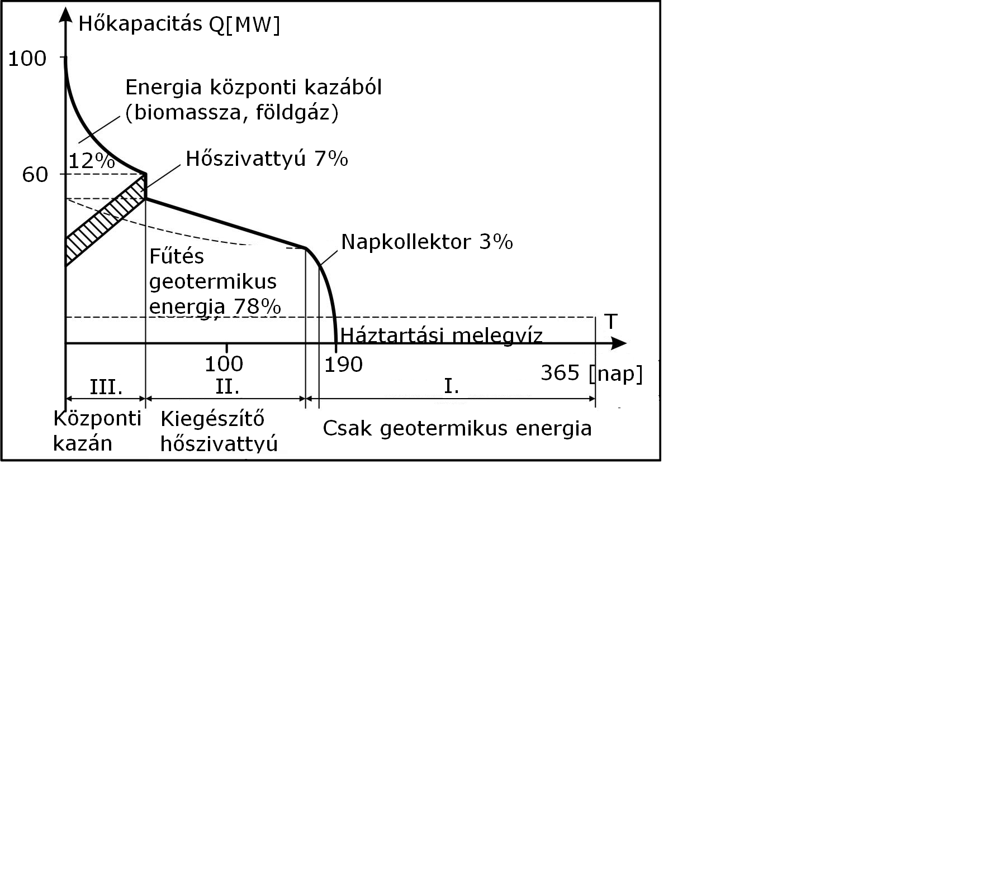 Hőkapacitás Q[MW]
100
Energia központi kazából
(biomassza, földgáz)
12%
Hőszivattyú 7%
60
Napkollektor 3%
Fűtés
geotermikus
energia 78%
T
Háztartási melegvíz
100
190
365 [nap]
III.
II.
I.
Központi
kazán
Kiegészítő
hőszivattyú
Csak geotermikus energia